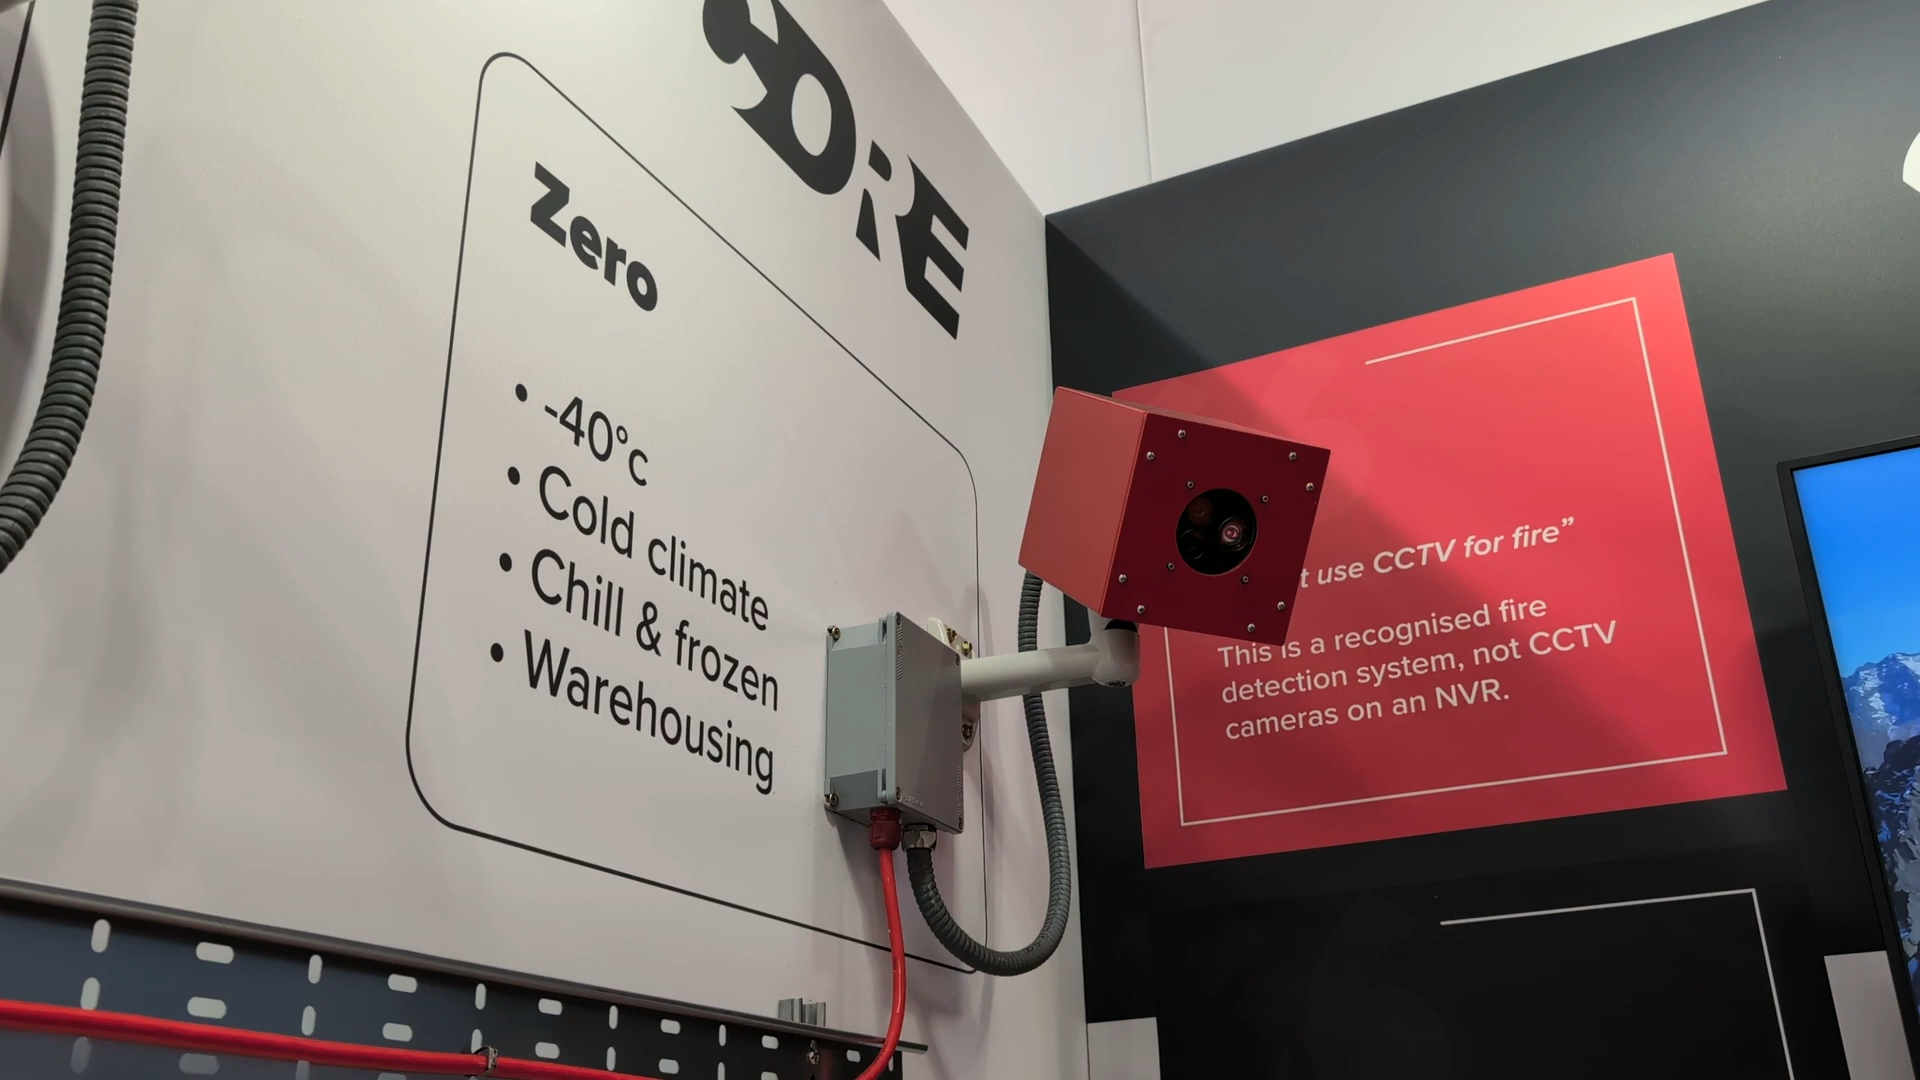 Zero
• -40°c
• Cold climate
• Chill & frozen
• Warehousing
t use CCTV for fire”
This is a recognised fire
detection system, not CCTV
cameras on an NVR.